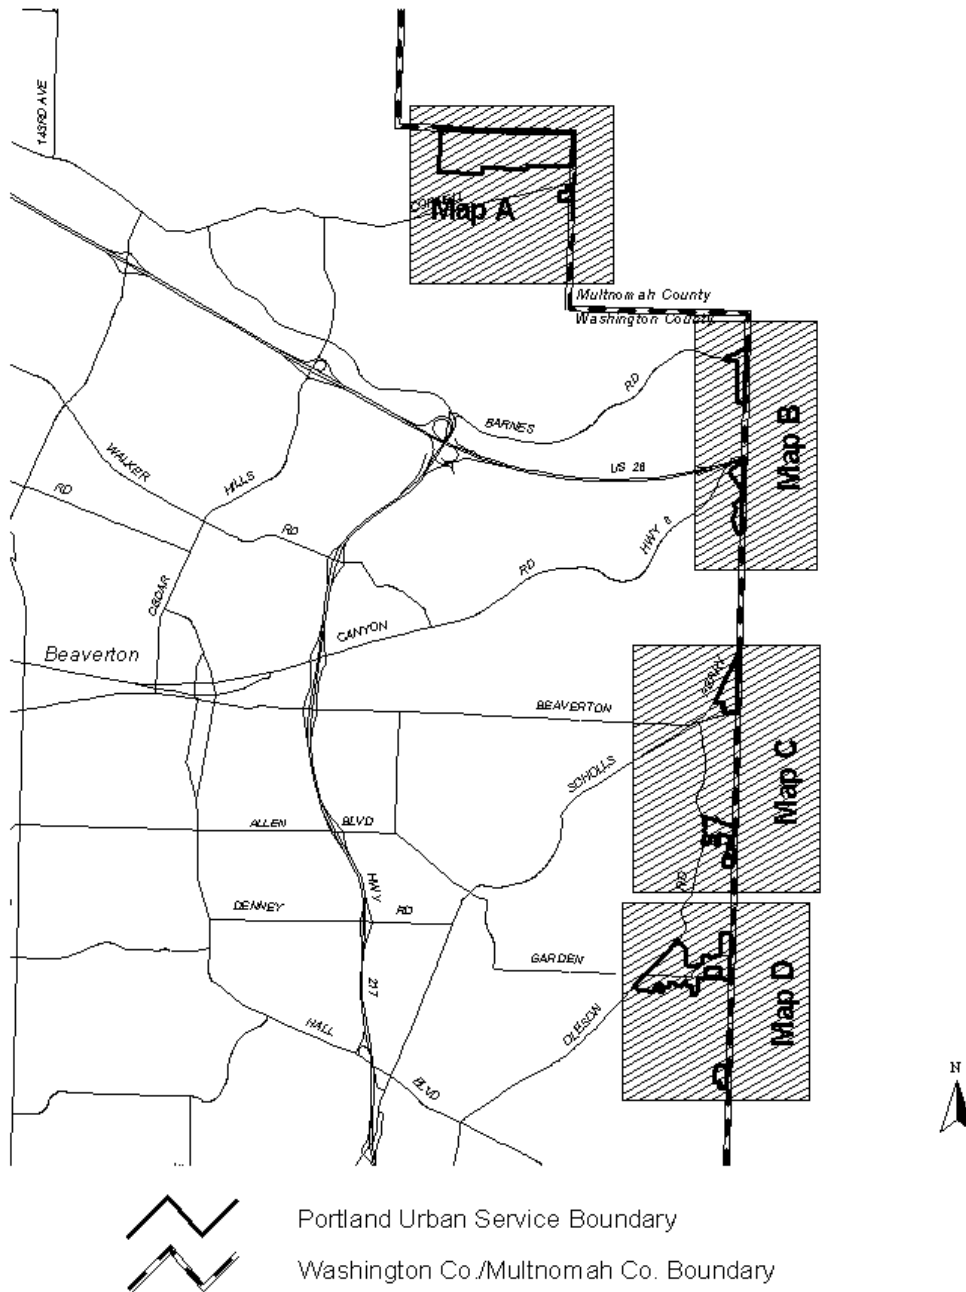 143RD AVE
CORNELL
Map A
Multnomah County
Washington County
RD
BARNES
US 26
Map B
WALKER
RD
HILLS
RD
RD
HWY 8
CEDAR
CANYON
Beaverton
BEAVERTON
SCHOLLS
FERRY
Map C
ALLEN
BLVD
HWY
RD
DENNEY
RD
GARDEN
217
OLESON
Map D
HALL
BLVD
N
Portland Urban Service Boundary
Washington Co./Multnomah Co. Boundary